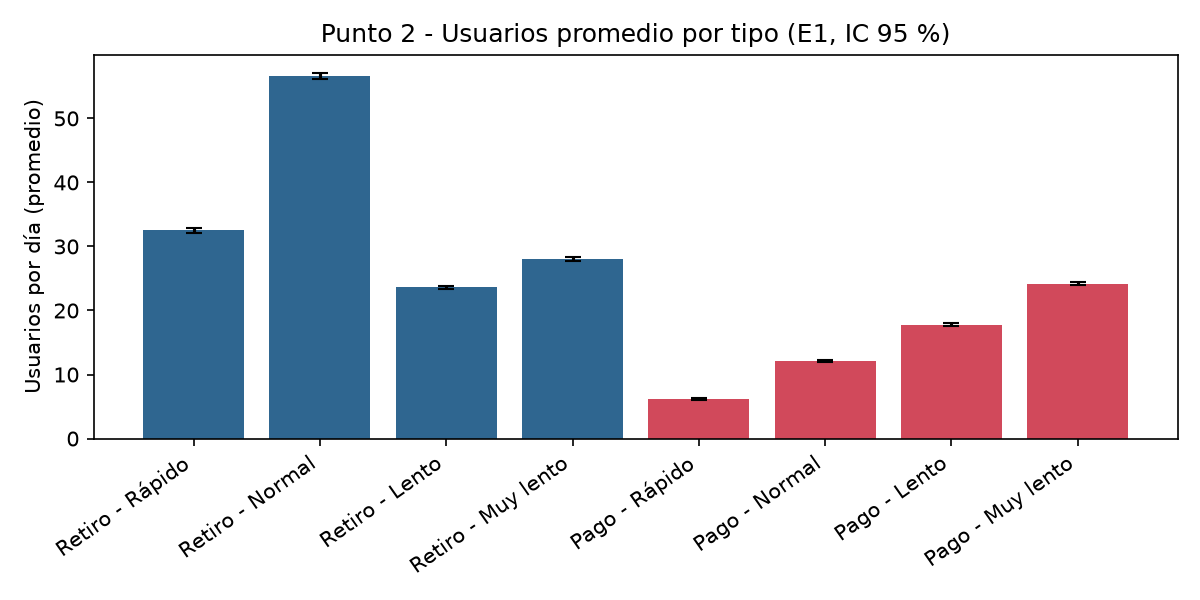 Punto 2 - Usuarios promedio por tipo (E1, IC 95 %)
Usuarios por día (promedio)
50
40
30
20
10
0
Retiro - Rápido
Retiro - Normal
Retiro - Lento
Retiro - Muy lento
Pago - Rápido
Pago - Normal
Pago - Lento
Pago - Muy lento